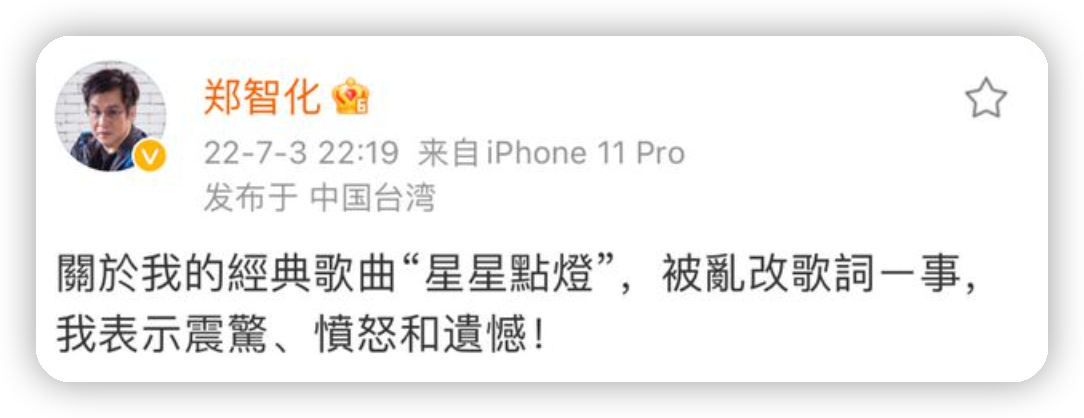 郑智化
22-7-3 22:19 来自 iPhone 11 Pro
发布于 中国台湾
關於我的經典歌曲“星星點燈”，被亂改歌詞一事，
我表示震驚、憤怒和遺憾！